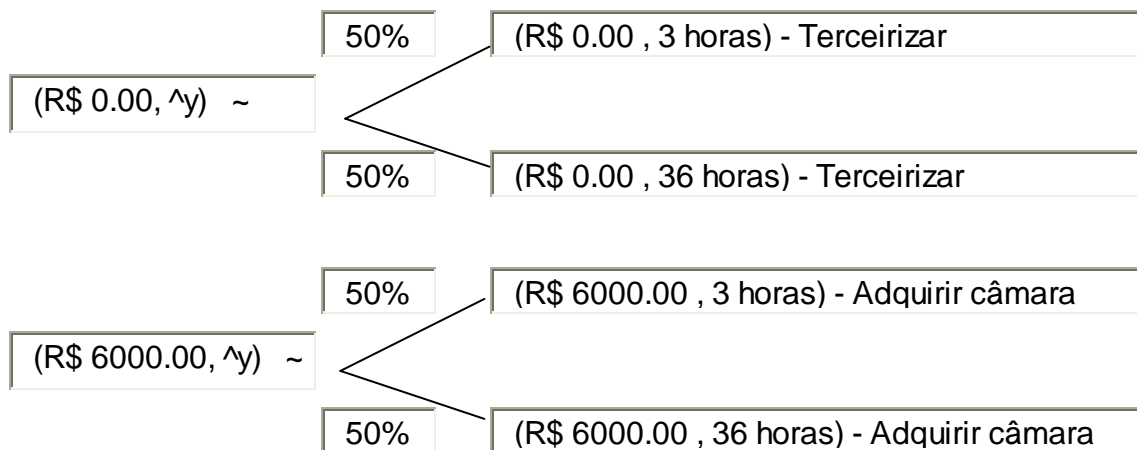 50% (R$ 0.00 , 3 horas) - Terceirizar
(R$ 0.00, ^y) ~
50% (R$ 0.00 , 36 horas) - Terceirizar
50% (R$ 6000.00 , 3 horas) - Adquirir câmara
(R$ 6000.00, ^y) ~
50% (R$ 6000.00 , 36 horas) - Adquirir câmara